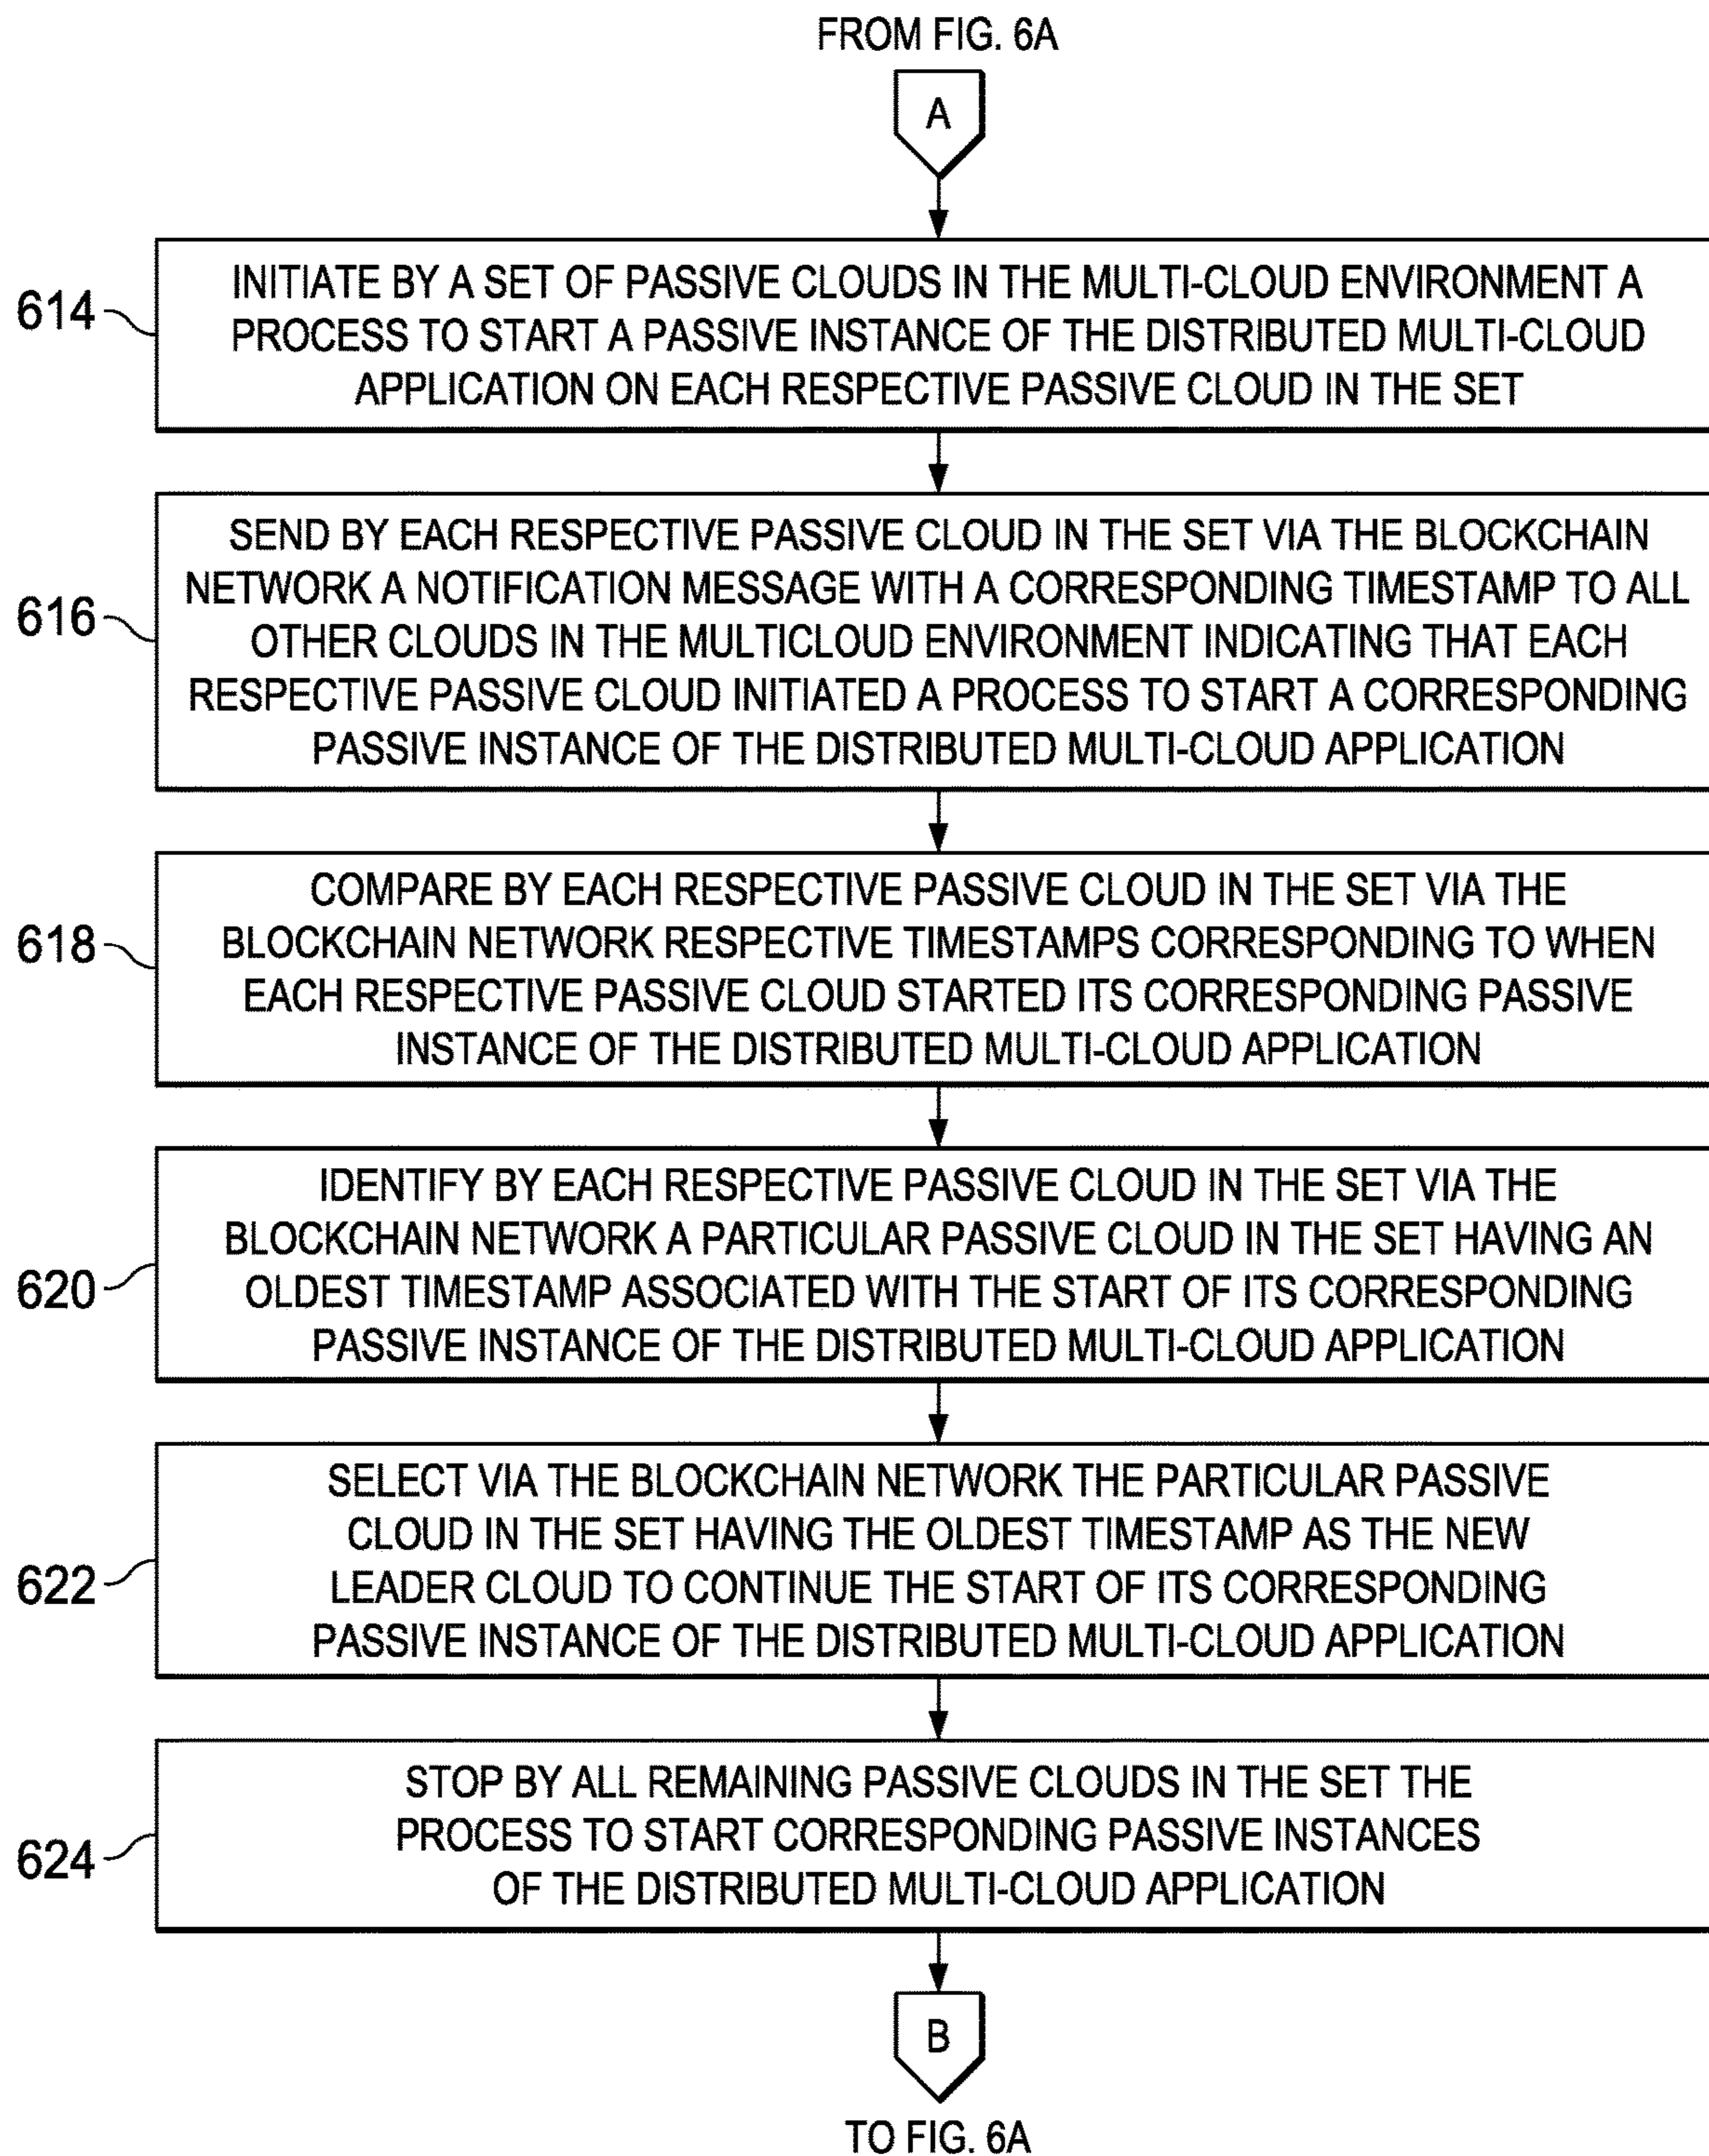 FROM FIG. 6A
A
614
INITIATE BY A SET OF PASSIVE CLOUDS IN THE MULTI-CLOUD ENVIRONMENT A
PROCESS TO START A PASSIVE INSTANCE OF THE DISTRIBUTED MULTI-CLOUD
APPLICATION ON EACH RESPECTIVE PASSIVE CLOUD IN THE SET
616
SEND BY EACH RESPECTIVE PASSIVE CLOUD IN THE SET VIA THE BLOCKCHAIN
NETWORK A NOTIFICATION MESSAGE WITH A CORRESPONDING TIMESTAMP TO ALL
OTHER CLOUDS IN THE MULTICLOUD ENVIRONMENT INDICATING THAT EACH
RESPECTIVE PASSIVE CLOUD INITIATED A PROCESS TO START A CORRESPONDING
PASSIVE INSTANCE OF THE DISTRIBUTED MULTI-CLOUD APPLICATION
618
COMPARE BY EACH RESPECTIVE PASSIVE CLOUD IN THE SET VIA THE
BLOCKCHAIN NETWORK RESPECTIVE TIMESTAMPS CORRESPONDING TO WHEN
EACH RESPECTIVE PASSIVE CLOUD STARTED ITS CORRESPONDING PASSIVE
INSTANCE OF THE DISTRIBUTED MULTI-CLOUD APPLICATION
620
IDENTIFY BY EACH RESPECTIVE PASSIVE CLOUD IN THE SET VIA THE
BLOCKCHAIN NETWORK A PARTICULAR PASSIVE CLOUD IN THE SET HAVING AN
OLDEST TIMESTAMP ASSOCIATED WITH THE START OF ITS CORRESPONDING
PASSIVE INSTANCE OF THE DISTRIBUTED MULTI-CLOUD APPLICATION
622
SELECT VIA THE BLOCKCHAIN NETWORK THE PARTICULAR PASSIVE
CLOUD IN THE SET HAVING THE OLDEST TIMESTAMP AS THE NEW
LEADER CLOUD TO CONTINUE THE START OF ITS CORRESPONDING
PASSIVE INSTANCE OF THE DISTRIBUTED MULTI-CLOUD APPLICATION
624
STOP BY ALL REMAINING PASSIVE CLOUDS IN THE SET THE
PROCESS TO START CORRESPONDING PASSIVE INSTANCES
OF THE DISTRIBUTED MULTI-CLOUD APPLICATION
B
TO FIG. 6A